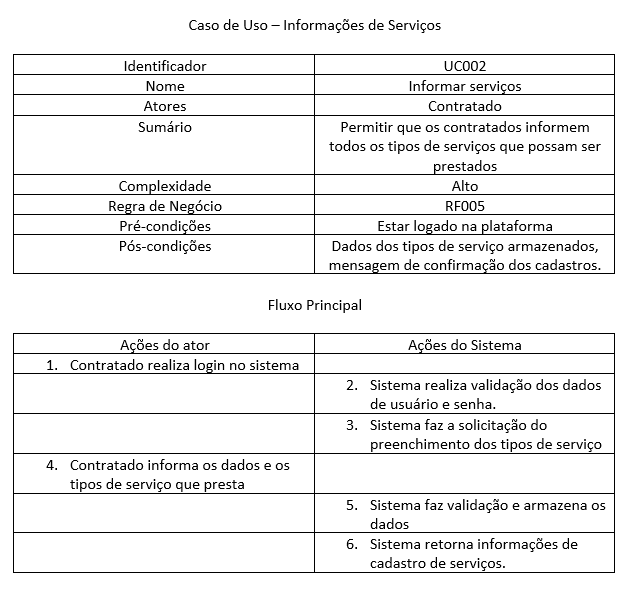 Caso de Uso – Informações de Serviços
Identificador UC002
Nome Informar serviços
Atores Contratado
Sumário Permitir que os contratados informem
todos os tipos de serviços que possam ser
prestados
Complexidade Alto
Regra de Negócio RF005
Pré-condições Estar logado na plataforma
Pós-condições Dados dos tipos de serviço armazenados,
mensagem de confirmação dos cadastros.
Fluxo Principal
Ações do ator Ações do Sistema
1. Contratado realiza login no sistema
2. Sistema realiza validação dos dados
de usuário e senha.
3. Sistema faz a solicitação do
preenchimento dos tipos de serviço
4. Contratado informa os dados e os
tipos de serviço que presta
5. Sistema faz validação e armazena os
dados
6. Sistema retorna informações de
cadastro de serviços.